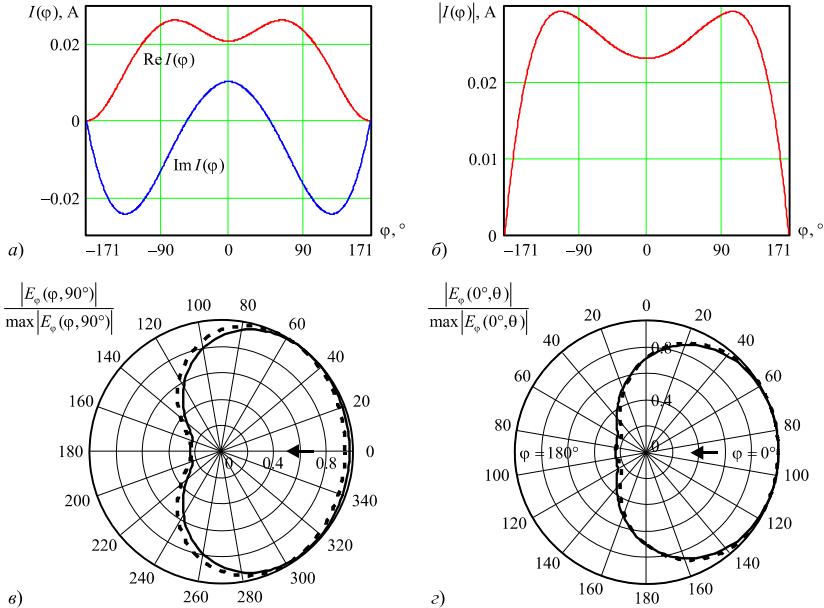 I(φ), А
0.02
0
−0.02
Re I(φ)
Im I(φ)
−171 −90 0 90 171
φ, °
а)
|I(φ)|, А
0.02
0.01
0
−171 −90 0 90 171
φ, °
б)
|Eφ(φ, 90°)|
max|Eφ(φ, 90°)|
100 80
120 60
140 40
160 20
180 0
0 0.4 0.8
200 340
220 320
240 300
260 280
в)
|Eφ(0°, θ)|
max|Eφ(0°, θ)|
0
20 20
40 40
60 60
80 80
0.8
0.4
0
φ = 180° φ = 0°
100 100
120 120
140 140
160 160
180
г)